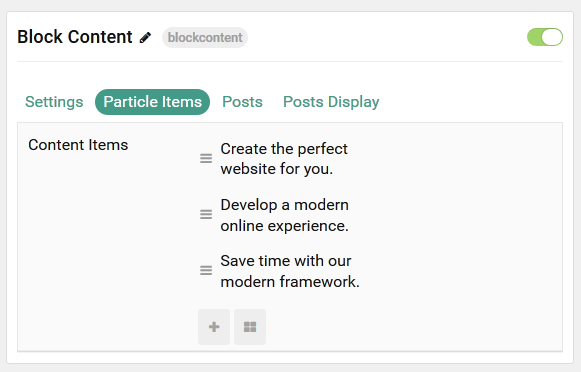 Block Content blockcontent
Settings Particle Items Posts Posts Display
Content Items
Create the perfect
website for you.
Develop a modern
online experience.
Save time with our
modern framework.